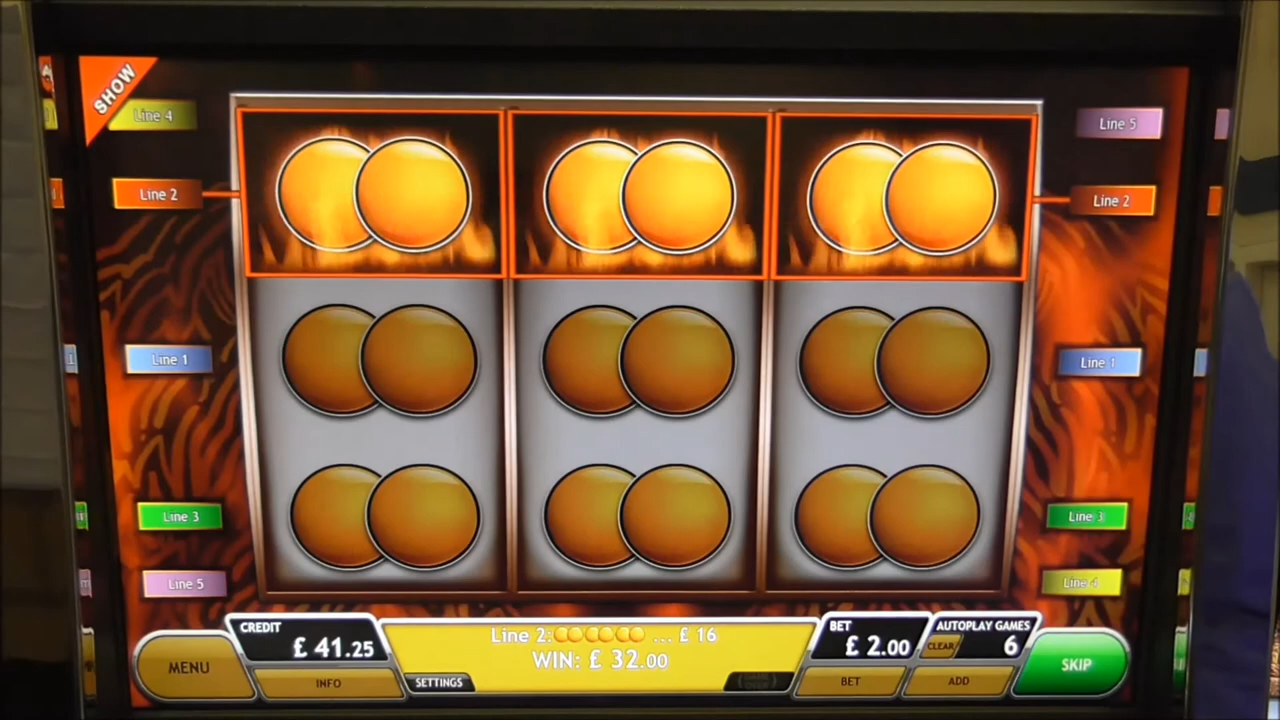 SHOW
Line 4
Line 5
Line 2
Line 2
Line 1
Line 1
Line 3
Line 3
Line 5
Line 4
CREDIT
£ 41.25
Line 2: ... £ 16
WIN: £ 32.00
BET
£ 2.00
AUTOPLAY GAMES
CLEAR
6
MENU
INFO
SETTINGS
BET
ADD
SKIP